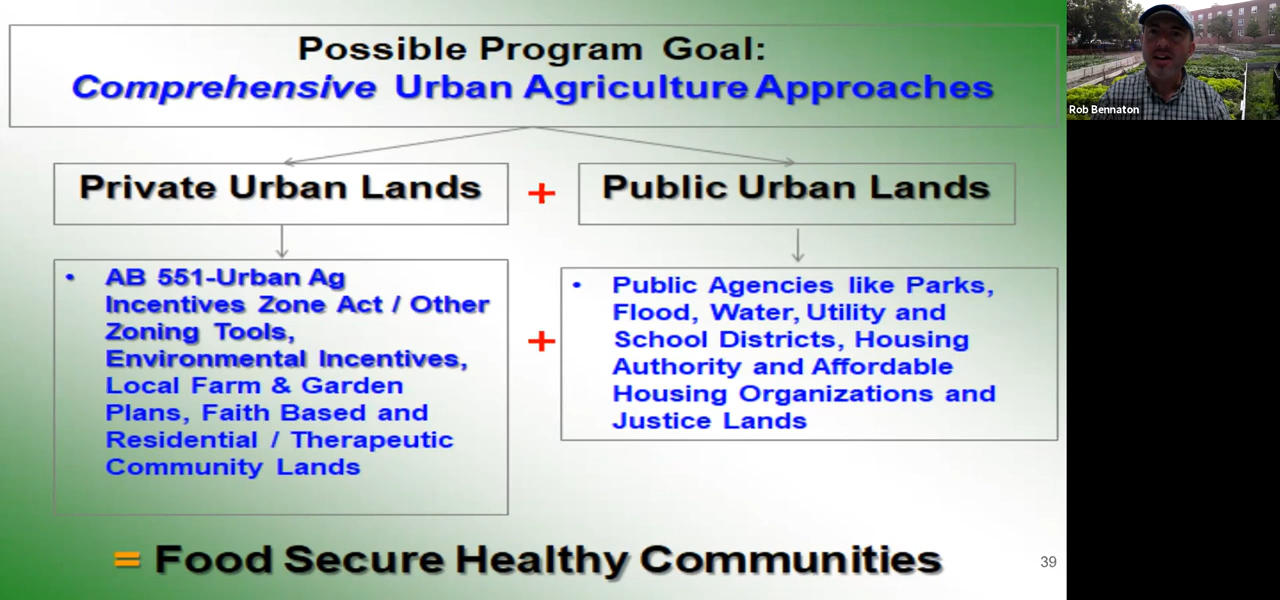 Possible Program Goal:
Comprehensive Urban Agriculture Approaches
Private Urban Lands
+
Public Urban Lands
• AB 551-Urban Ag
Incentives Zone Act / Other
Zoning Tools,
Environmental Incentives,
Local Farm & Garden
Plans, Faith Based and
Residential / Therapeutic
Community Lands
+
• Public Agencies like Parks,
Flood, Water, Utility and
School Districts, Housing
Authority and Affordable
Housing Organizations and
Justice Lands
= Food Secure Healthy Communities
39
Rob Bennaton